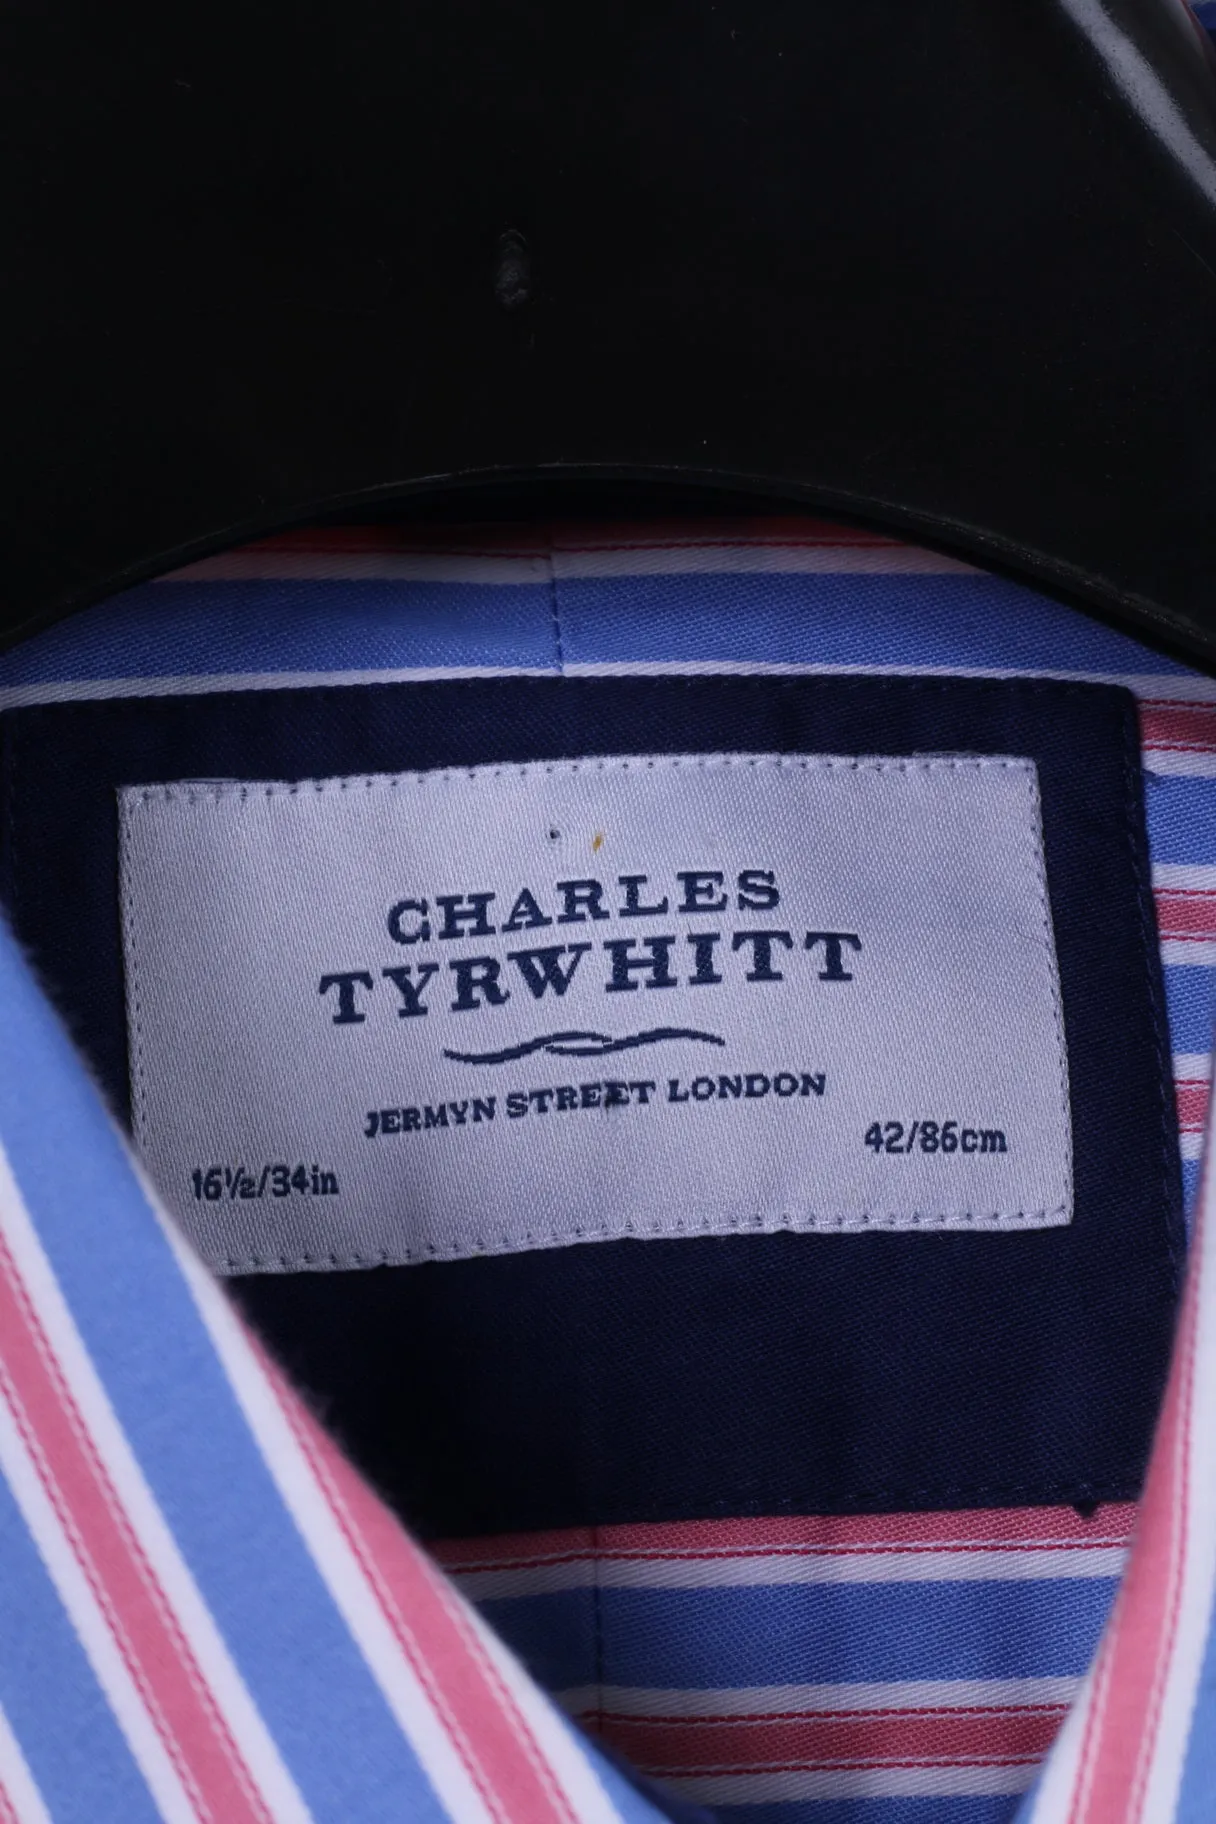 CHARLES
TYRWHITT
JERMYN STREET LONDON
16½/34in
42/86cm